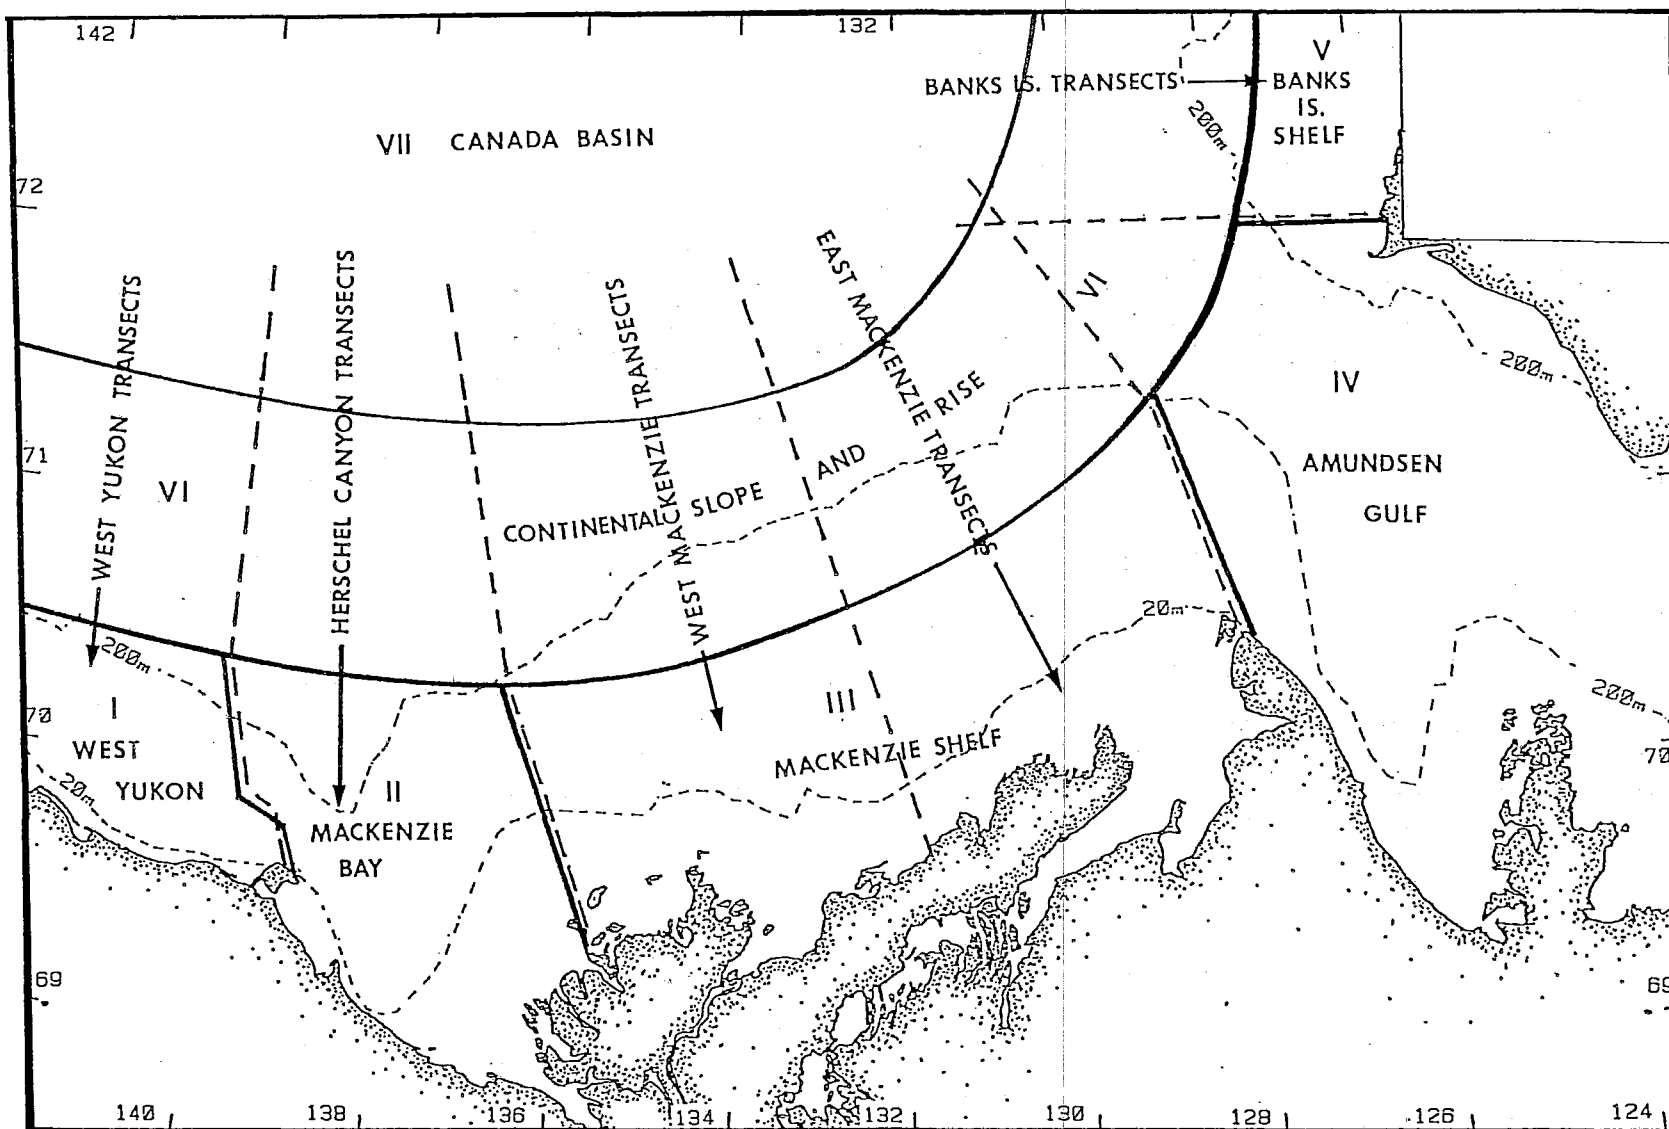 142
132
V
BANKS IS. TRANSECTS
BANKS
IS.
SHELF
200m
VII CANADA BASIN
72
WEST YUKON TRANSECTS
HERSCHEL CANYON TRANSECTS
WEST MACKENZIE TRANSECTS
EAST MACKENZIE TRANSECTS
VI
200m
IV
AMUNDSEN
GULF
71
VI
CONTINENTAL SLOPE AND RISE
20m
200m
I
WEST
YUKON
20m
70
II
MACKENZIE
BAY
III
MACKENZIE SHELF
200m
70
69
69
140
138
136
134
132
130
128
126
124